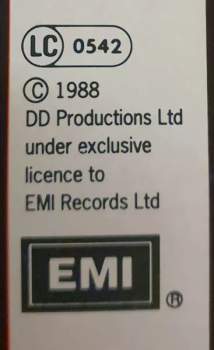 LC 0542
© 1988
DD Productions Ltd
under exclusive
licence to
EMI Records Ltd
EMI ®